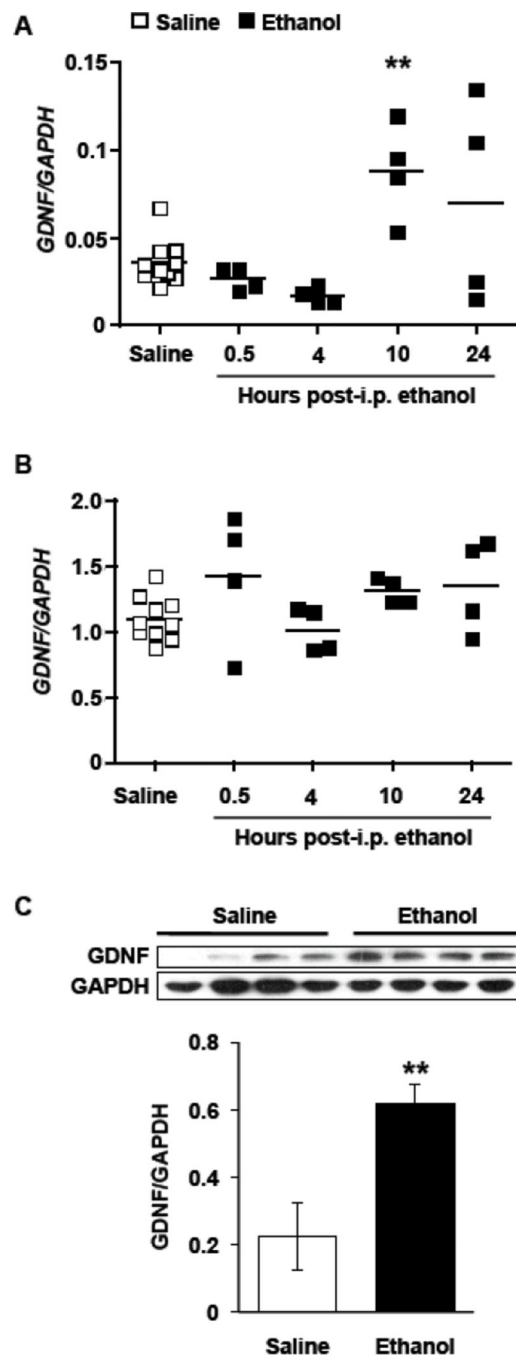 A
Saline Ethanol
**
0.15
0.1
0.05
0
GDNF/GAPDH
Saline 0.5 4 10 24
Hours post-i.p. ethanol
B
2.0
1.5
1.0
0.5
0
GDNF/GAPDH
Saline 0.5 4 10 24
Hours post-i.p. ethanol
C
Saline Ethanol
GDNF
GAPDH
0.8
0.6
0.4
0.2
0
GDNF/GAPDH
**
Saline Ethanol